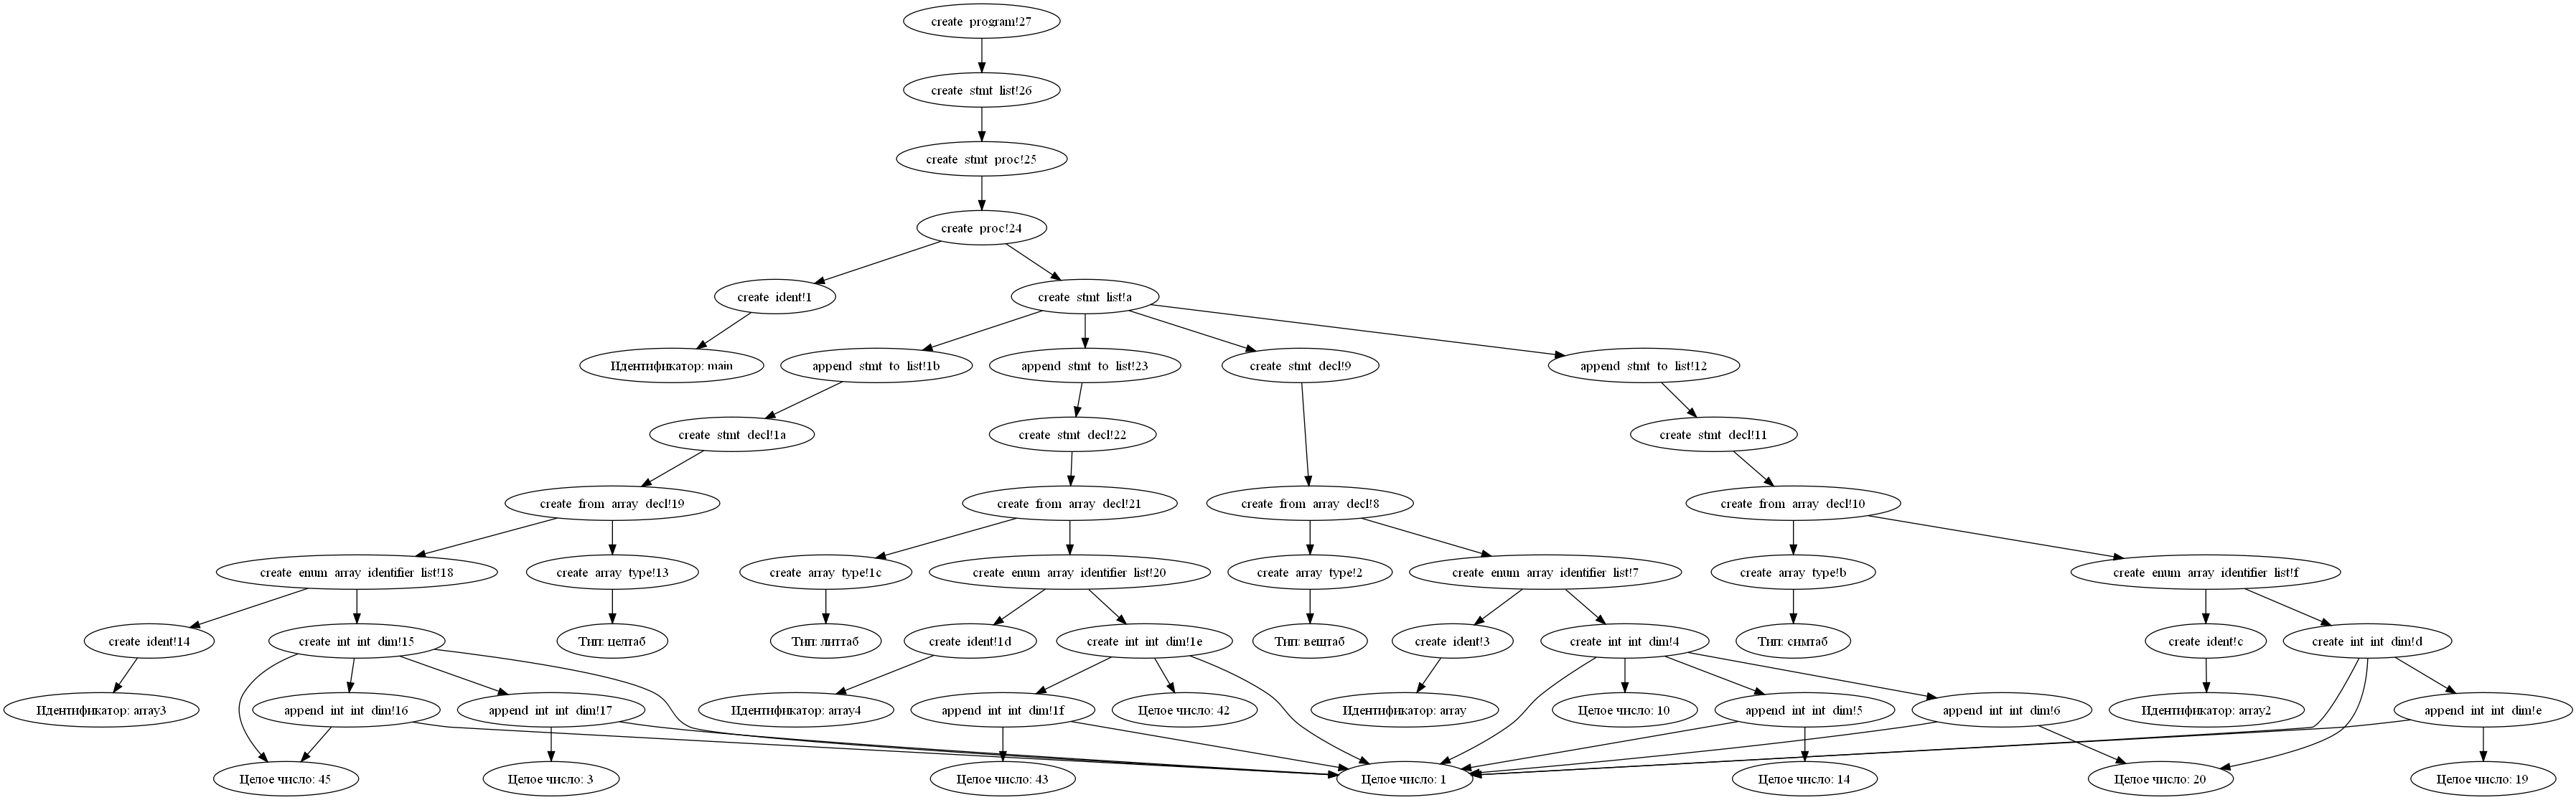 create program!27
create stmt list!26
create stmt proc!25
create proc!24
create ident!1
create stmt list!a
Идентификатор: main
append stmt to list!1b
append stmt to list!23
create stmt decl!9
append stmt to list!12
create stmt decl!1a
create stmt decl!22
create stmt decl!11
create from array decl!19
create from array decl!21
create from array decl!8
create from array decl!10
create enum array identifier list!18
create array type!13
create array type!1c
create enum array identifier list!20
create array type!2
create enum array identifier list!7
create array type!b
create enum array identifier list!f
create ident!14
create int int dim!15
Тип: целтаб
Тип: литтаб
create ident!1d
create int int dim!1e
Тип: вештаб
create ident!3
create int int dim!4
Тип: симтаб
create ident!c
create int int dim!d
Идентификатор: array3
append int int dim!16
append int int dim!17
Идентификатор: array4
append int int dim!1f
Целое число: 42
Идентификатор: array
Целое число: 10
append int int dim!5
append int int dim!6
Идентификатор: array2
append int int dim!e
Целое число: 45
Целое число: 3
Целое число: 43
Целое число: 1
Целое число: 14
Целое число: 20
Целое число: 19